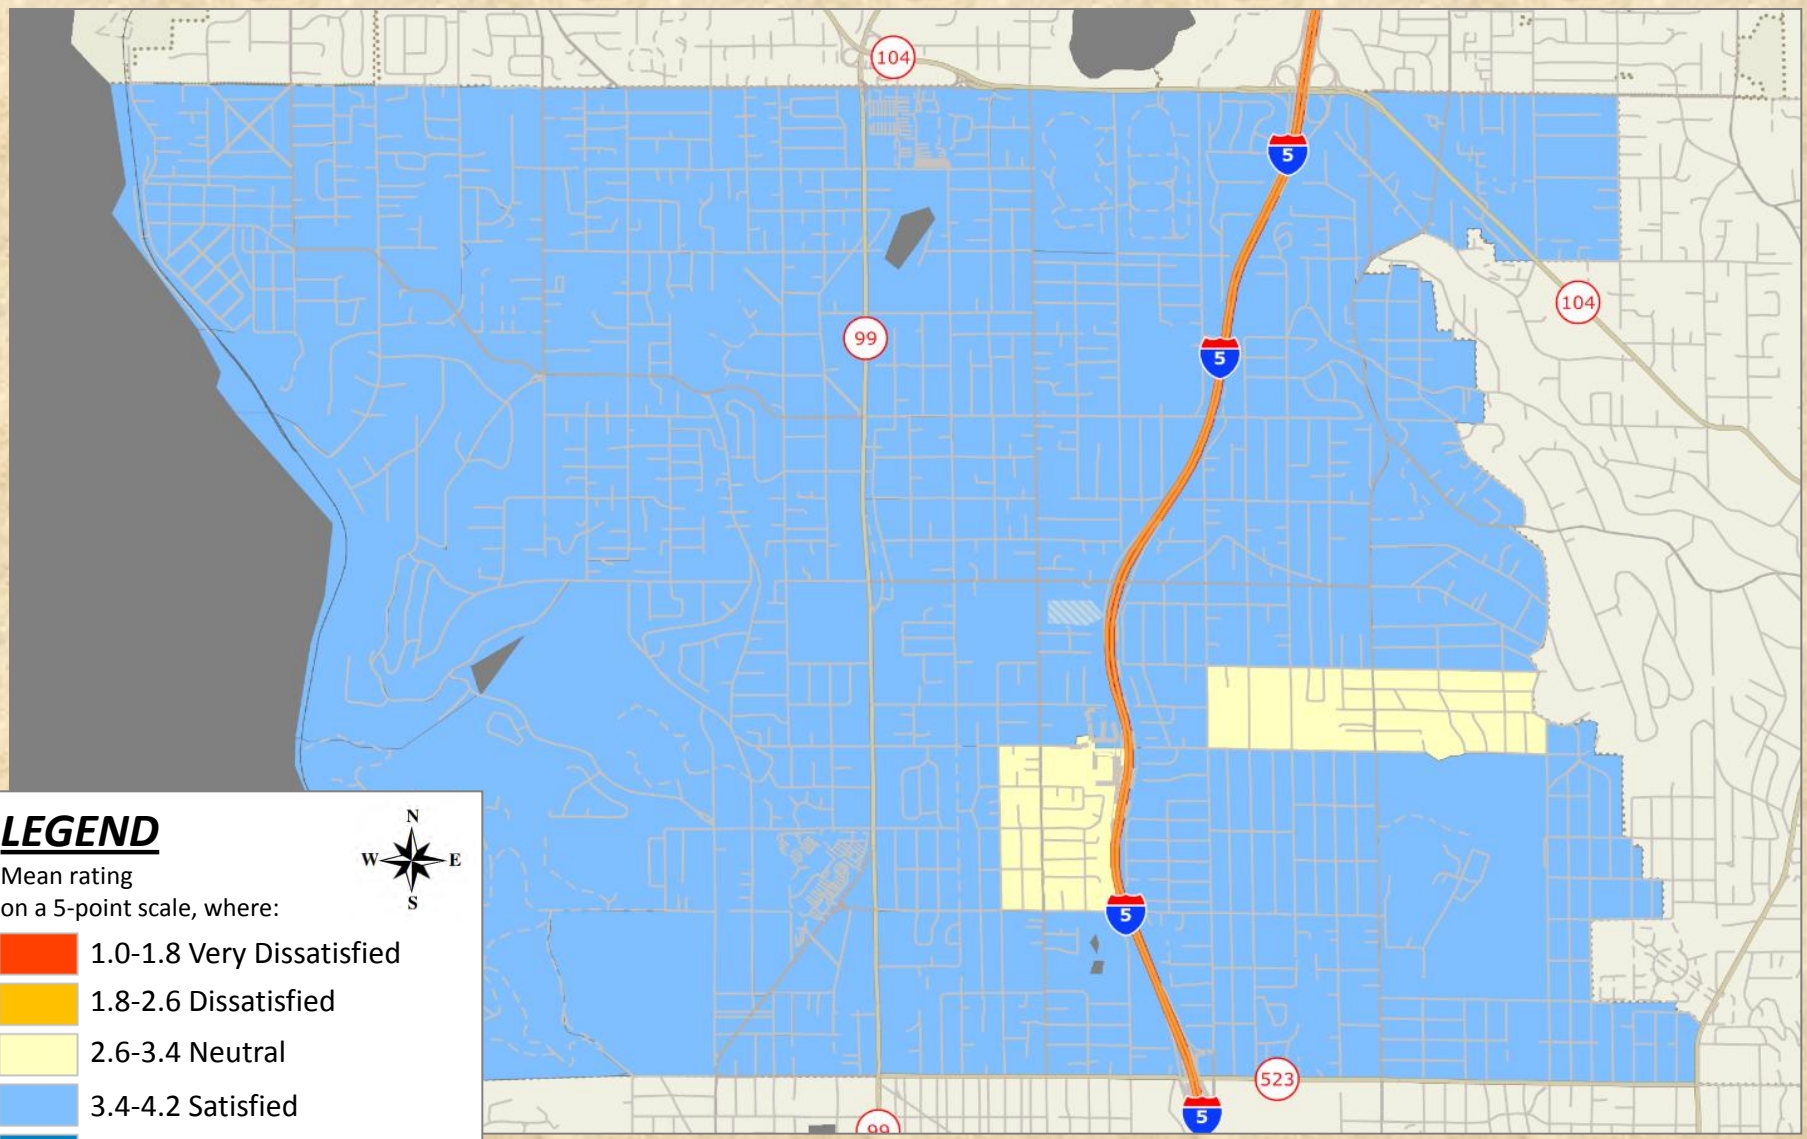 104
5
104
99
5
LEGEND
N
W E
S
Mean rating
on a 5-point scale, where:
1.0-1.8 Very Dissatisfied
1.8-2.6 Dissatisfied
2.6-3.4 Neutral
3.4-4.2 Satisfied
5
523
5
99